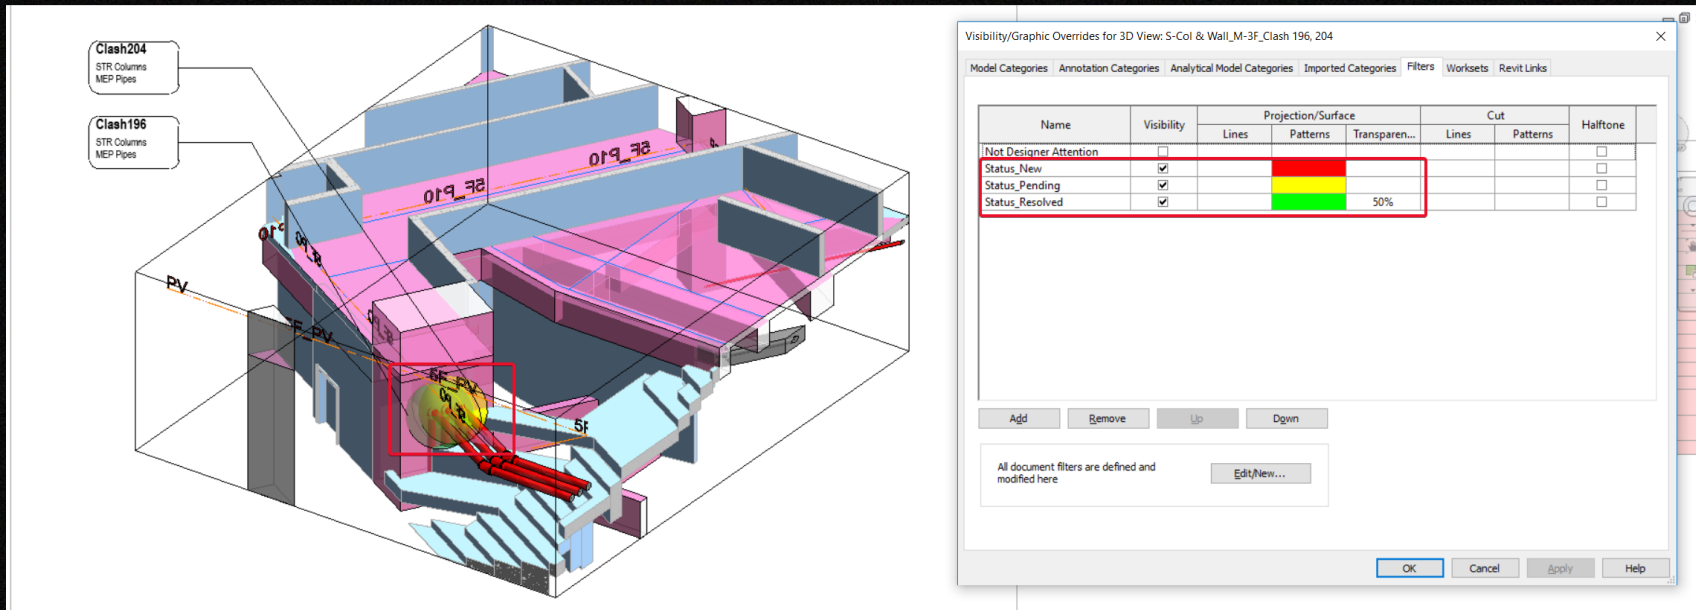 Clash204
STR Columns
MEP Pipes
Clash196
STR Columns
MEP Pipes
5F_P10
5F_P10
PV
5F_PV
5F
Visibility/Graphic Overrides for 3D View: S-Col & Wall_M-3F_Clash 196, 204
Model Categories Annotation Categories Analytical Model Categories Imported Categories Filters Worksets Revit Links
Name Visibility Projection/Surface Cut Halftone
Lines Patterns Transparen... Lines Patterns
Not Designer Attention
Status_New
Status_Pending
Status_Resolved 50%
Add Remove Up Down
All document filters are defined and
modified here
Edit/New...
OK Cancel Apply Help